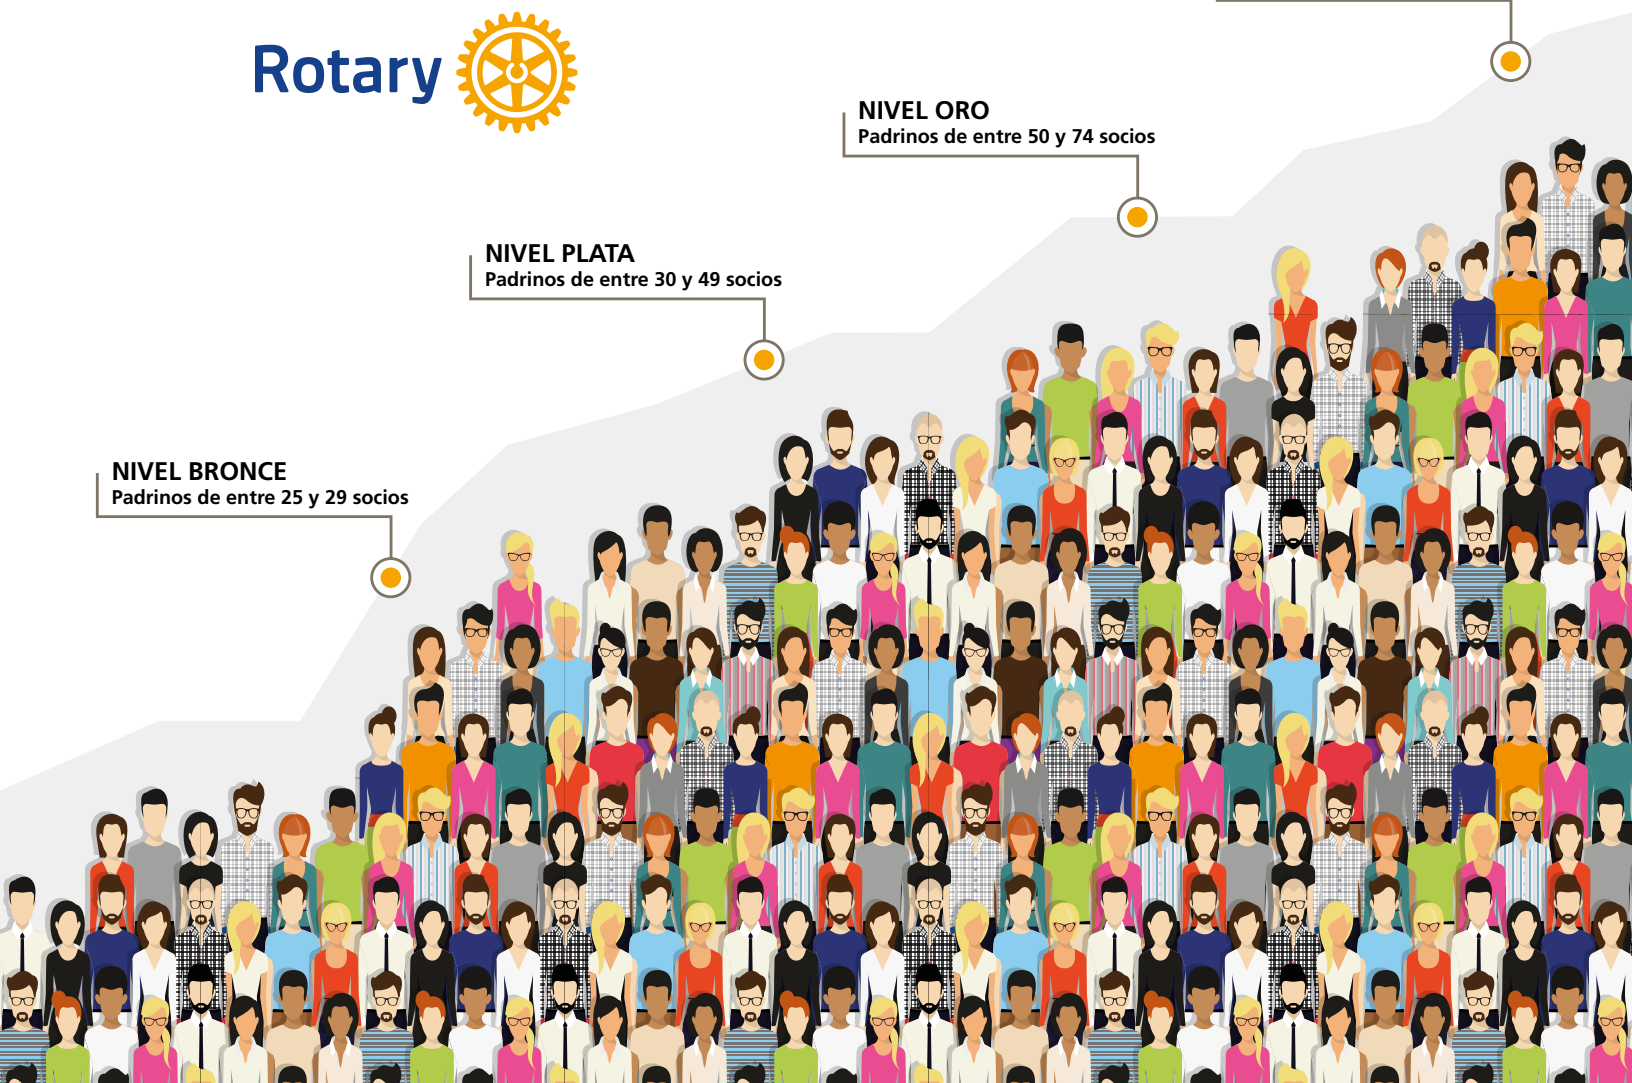 Rotary
NIVEL ORO
Padrinos de entre 50 y 74 socios
NIVEL PLATA
Padrinos de entre 30 y 49 socios
NIVEL BRONCE
Padrinos de entre 25 y 29 socios